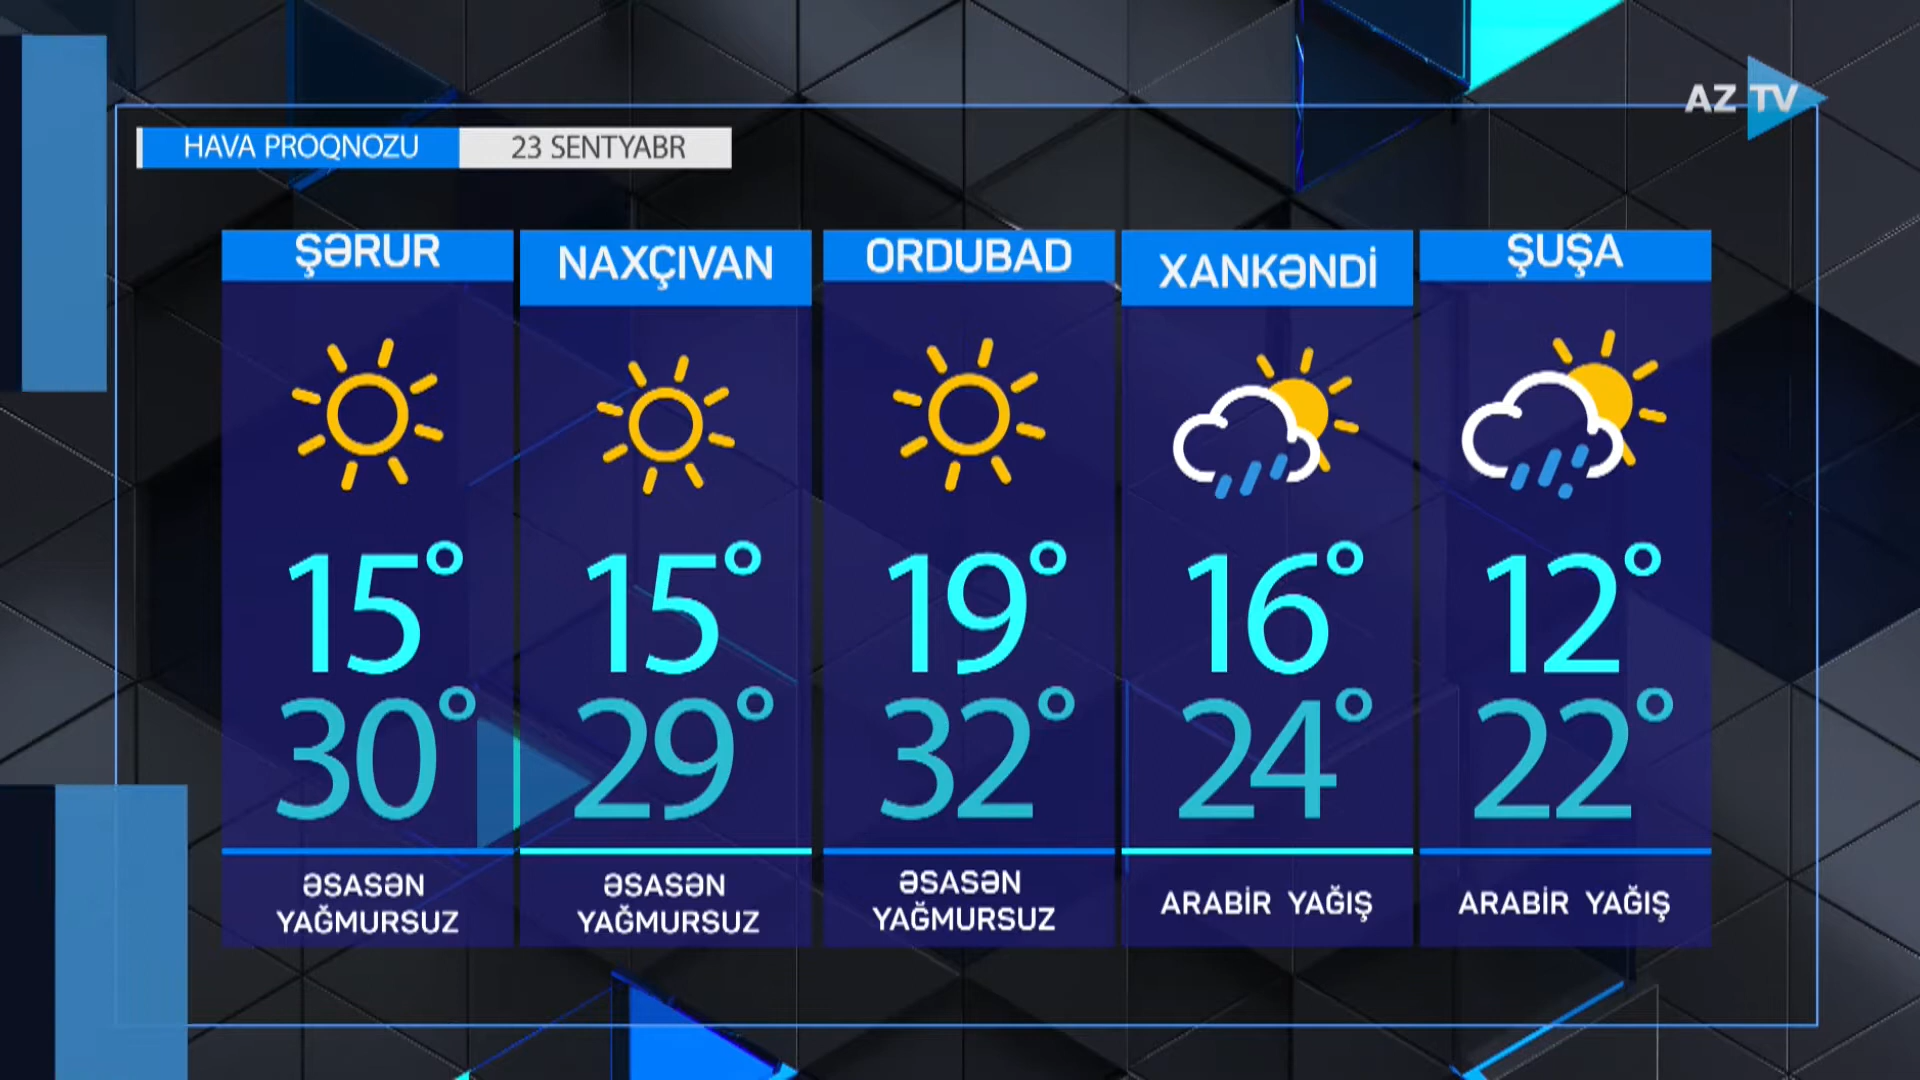 AZ TV
HAVA PROQNOZU
23 SENTYABR
ŞƏRUR
15°
30°
ƏSASƏN
YAĞMURSUZ
NAXÇIVAN
15°
29°
ƏSASƏN
YAĞMURSUZ
ORDUBAD
19°
32°
ƏSASƏN
YAĞMURSUZ
XANKƏNDİ
16°
24°
ARABİR YAĞIŞ
ŞUŞA
12°
22°
ARABİR YAĞIŞ